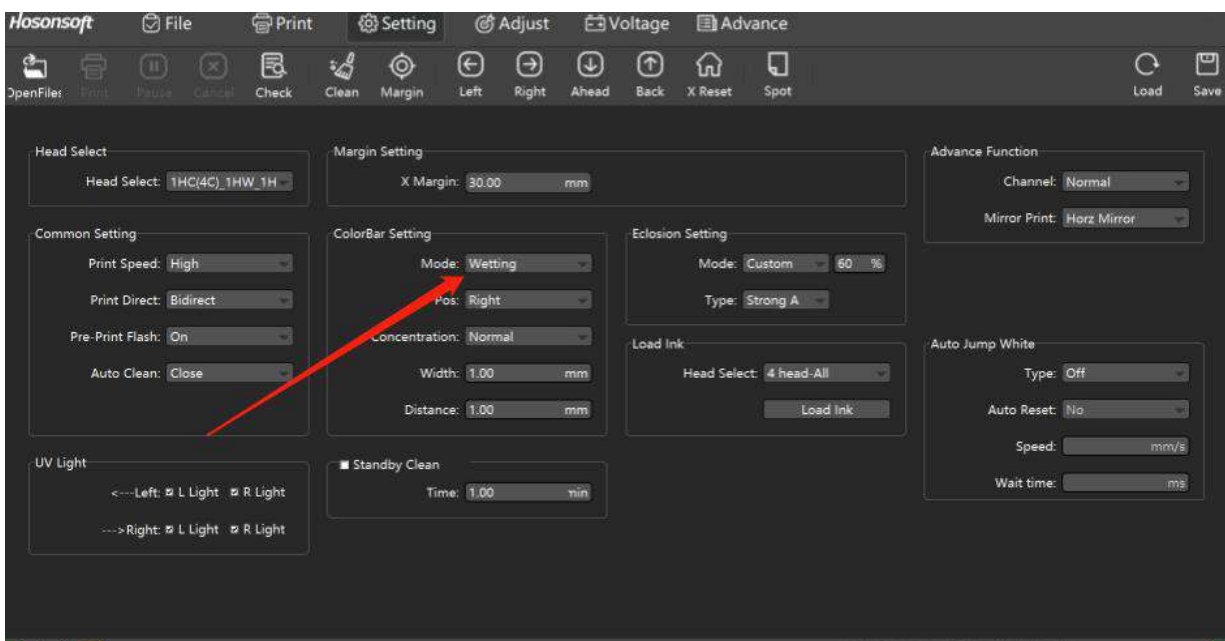 Hosonsoft File Print Setting Adjust Voltage Advance
OpenFiles Print Pause Cancel Check Clean Margin Left Right Ahead Back X Reset Spot Load Save
Head Select
Head Select: 1HC(4C)_1HW_1H
Margin Setting
X Margin: 30.00 mm
Advance Function
Channel: Normal
Mirror Print: Horz Mirror
Common Setting
Print Speed: High
Print Direct: Bidirect
Pre-Print Flash: On
Auto Clean: Close
ColorBar Setting
Mode: Wetting
Pos: Right
Concentration: Normal
Width: 1.00 mm
Distance: 1.00 mm
Eclosion Setting
Mode: Custom 60 %
Type: Strong A
Load Ink
Head Select: 4 head-All
Load Ink
Auto Jump White
Type: Off
Auto Reset: No
Speed: mm/s
Wait time: ms
UV Light
<---Left: L Light R Light
--->Right: L Light R Light
Standby Clean
Time: 1.00 min